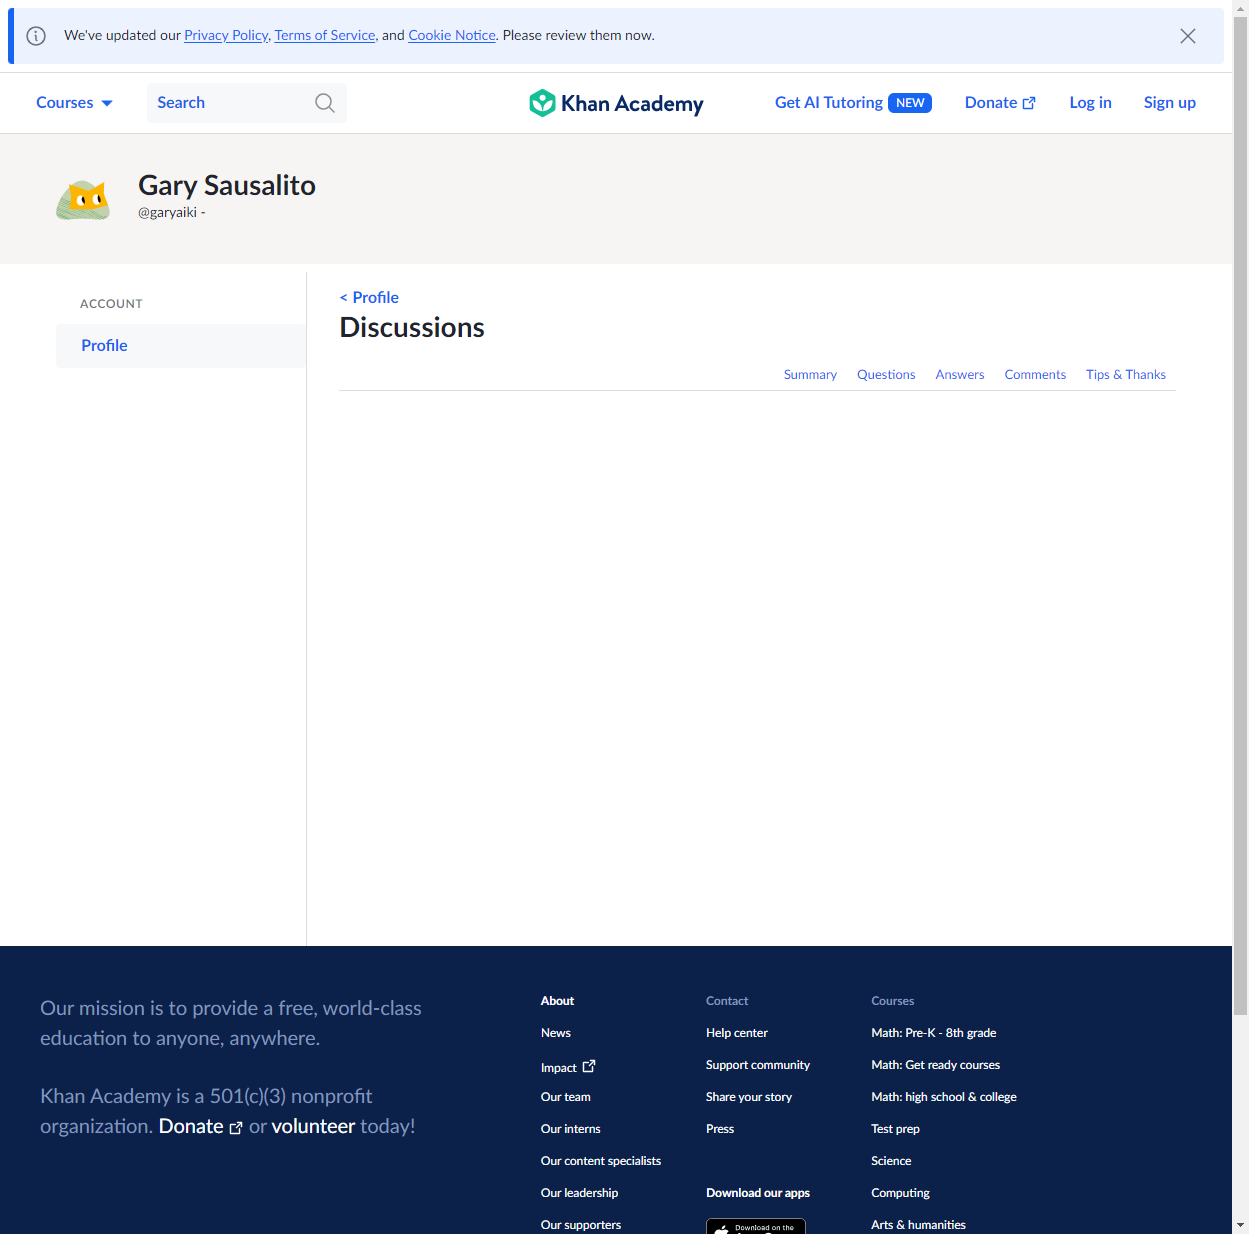 We've updated our Privacy Policy, Terms of Service, and Cookie Notice. Please review them now.
Courses
Search
Khan Academy
Get AI Tutoring NEW
Donate
Log in
Sign up
Gary Sausalito
@garyaiki -
ACCOUNT
Profile
< Profile
Discussions
Summary Questions Answers Comments Tips & Thanks
Our mission is to provide a free, world-class
education to anyone, anywhere.
Khan Academy is a 501(c)(3) nonprofit
organization. Donate or volunteer today!
About
News
Impact
Our team
Our interns
Our content specialists
Our leadership
Our supporters
Contact
Help center
Support community
Share your story
Press
Download our apps
Download on the
Courses
Math: Pre-K - 8th grade
Math: Get ready courses
Math: high school & college
Test prep
Science
Computing
Arts & humanities